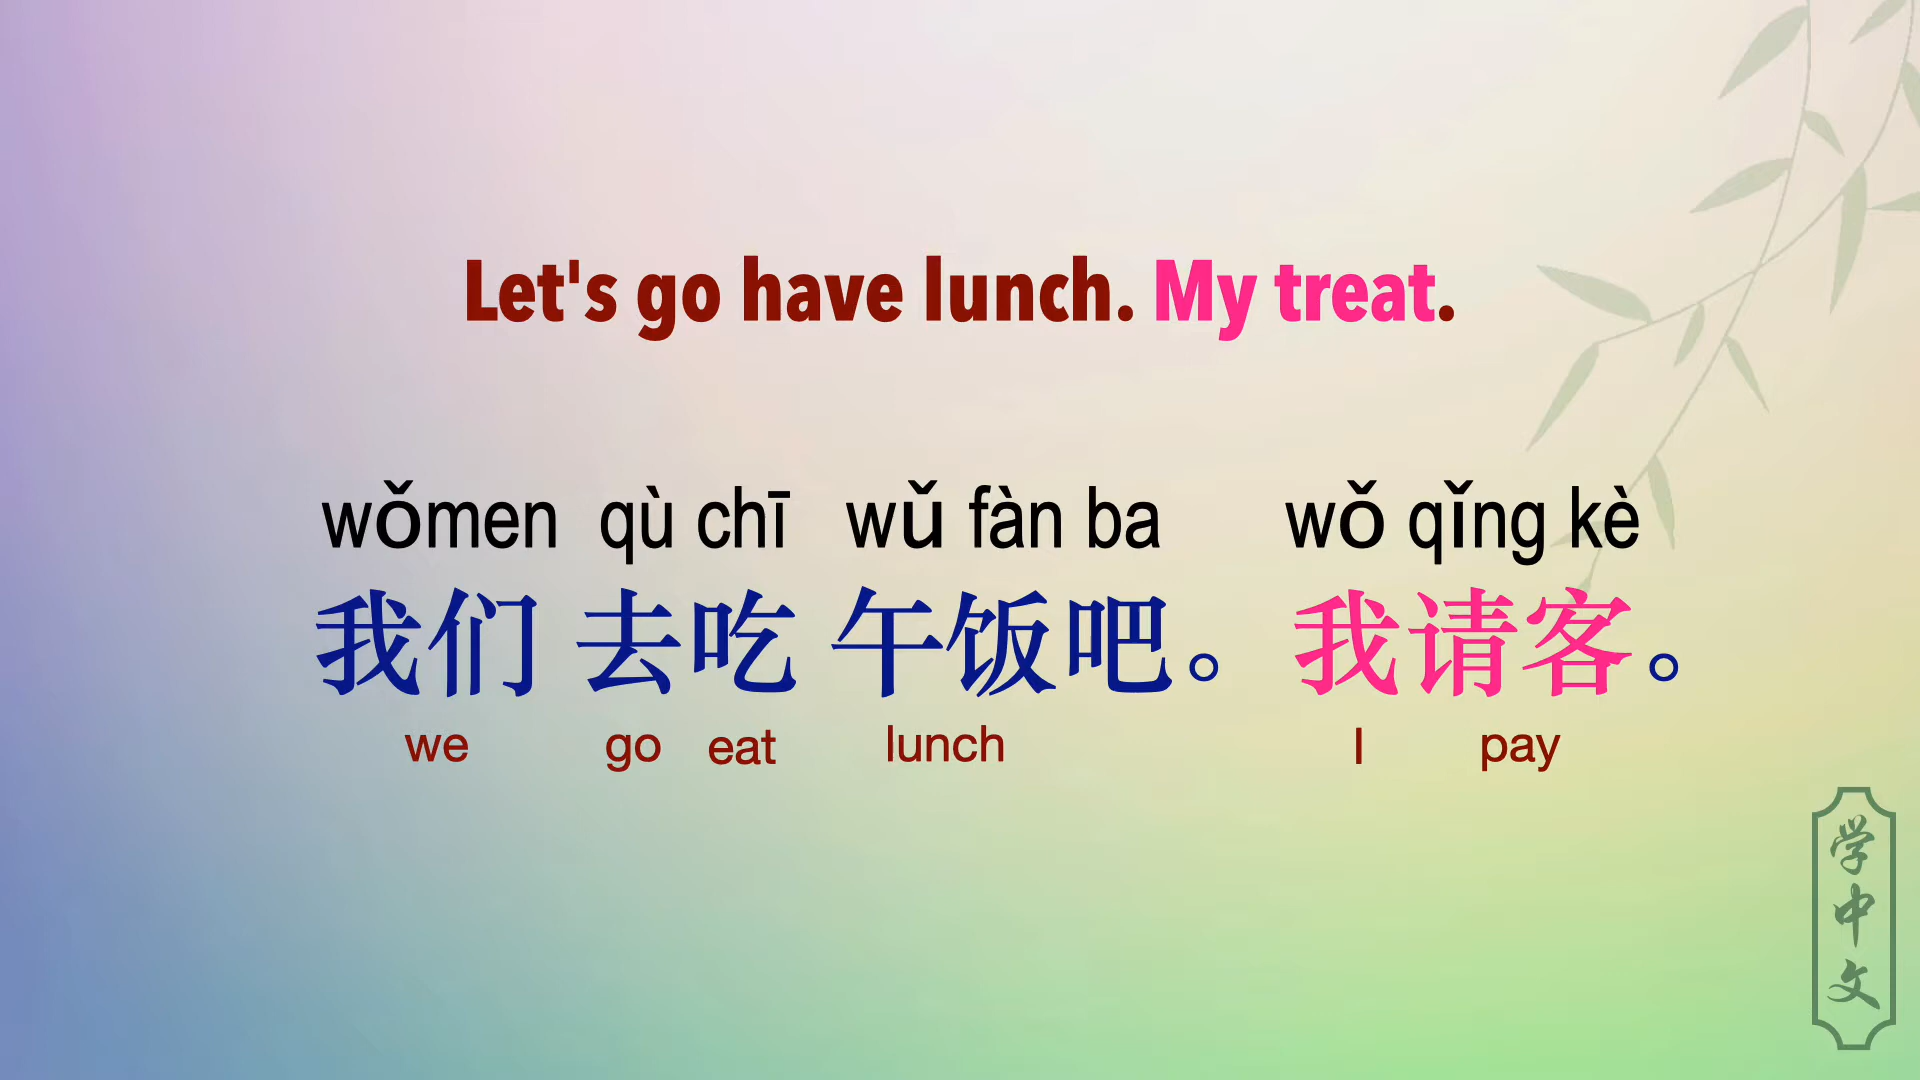 Let's go have lunch. My treat.
wǒmen qù chī wǔ fàn ba wǒ qǐng kè
我们 去吃 午饭吧。 我请客。
we go eat lunch I pay
学中文